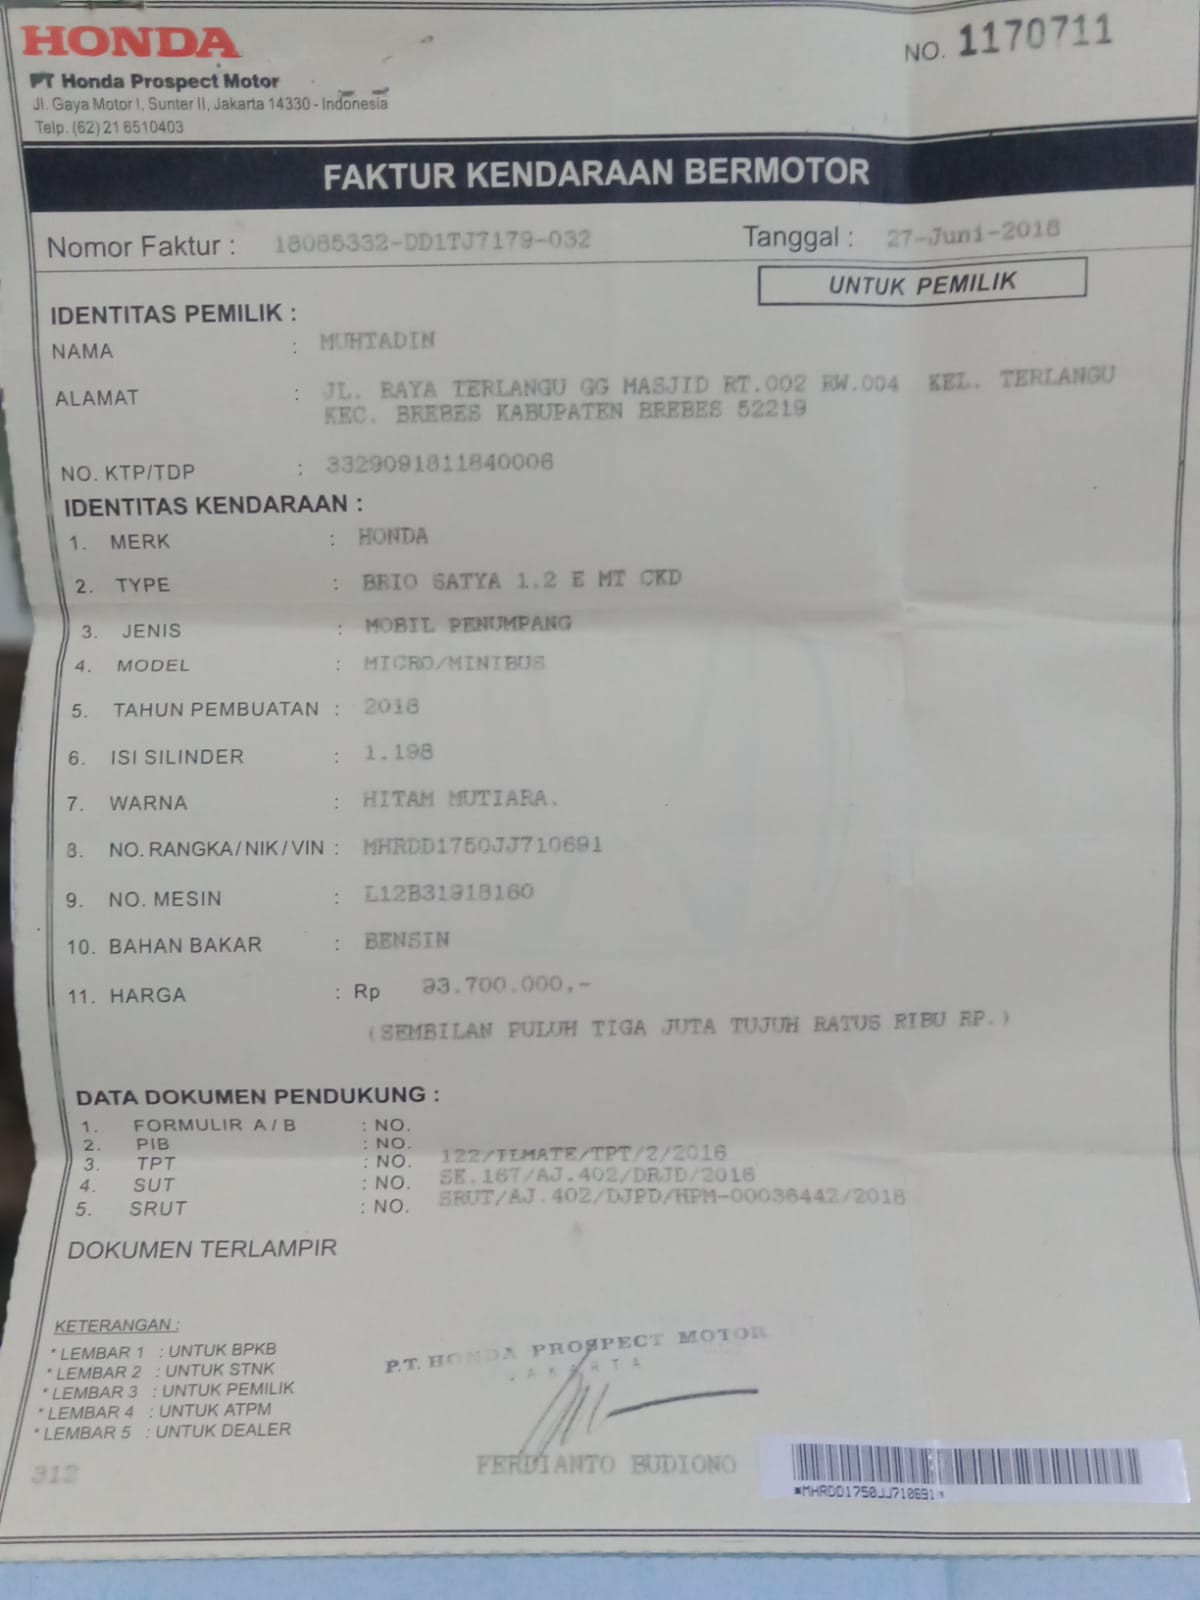 HONDA
NO. 1170711
PT Honda Prospect Motor
Jl. Gaya Motor I, Sunter II, Jakarta 14330 - Indonesia
Telp. (62) 21 6510403
FAKTUR KENDARAAN BERMOTOR
Nomor Faktur : 18085332-DD1TJ7179-032 Tanggal : 27-Juni-2018
UNTUK PEMILIK
IDENTITAS PEMILIK :
NAMA : MUHTADIN
ALAMAT : JL. RAYA TERLANGU GG MASJID RT.002 RW.004 KEL. TERLANGU
KEC. BREBES KABUPATEN BREBES 52219
NO. KTP/TDP : 3329091811840006
IDENTITAS KENDARAAN :
1. MERK : HONDA
2. TYPE : BRIO SATYA 1.2 E MT CKD
3. JENIS : MOBIL PENUMPANG
4. MODEL : MICRO/MINIBUS
5. TAHUN PEMBUATAN : 2018
6. ISI SILINDER : 1.198
7. WARNA : HITAM MUTIARA.
8. NO. RANGKA/ NIK / VIN : MHRDD1750JJ710691
9. NO. MESIN : L12B31918160
10. BAHAN BAKAR : BENSIN
11. HARGA : Rp 93.700.000,-
(SEMBILAN PULUH TIGA JUTA TUJUH RATUS RIBU RP.)
DATA DOKUMEN PENDUKUNG :
1. FORMULIR A / B : NO.
2. PIB : NO.
3. TPT : NO. 122/ILMATE/TPT/2/2016
4. SUT : NO. SK.167/AJ.402/DRJD/2018
5. SRUT : NO. SRUT/AJ.402/DJPD/HPM-00036442/2018
DOKUMEN TERLAMPIR
KETERANGAN :
* LEMBAR 1 : UNTUK BPKB
* LEMBAR 2 : UNTUK STNK
* LEMBAR 3 : UNTUK PEMILIK
* LEMBAR 4 : UNTUK ATPM
* LEMBAR 5 : UNTUK DEALER
312
P.T. HONDA PROSPECT MOTOR
JAKARTA
FERDIANTO BUDIONO
*MHRDD1750JJ710691*